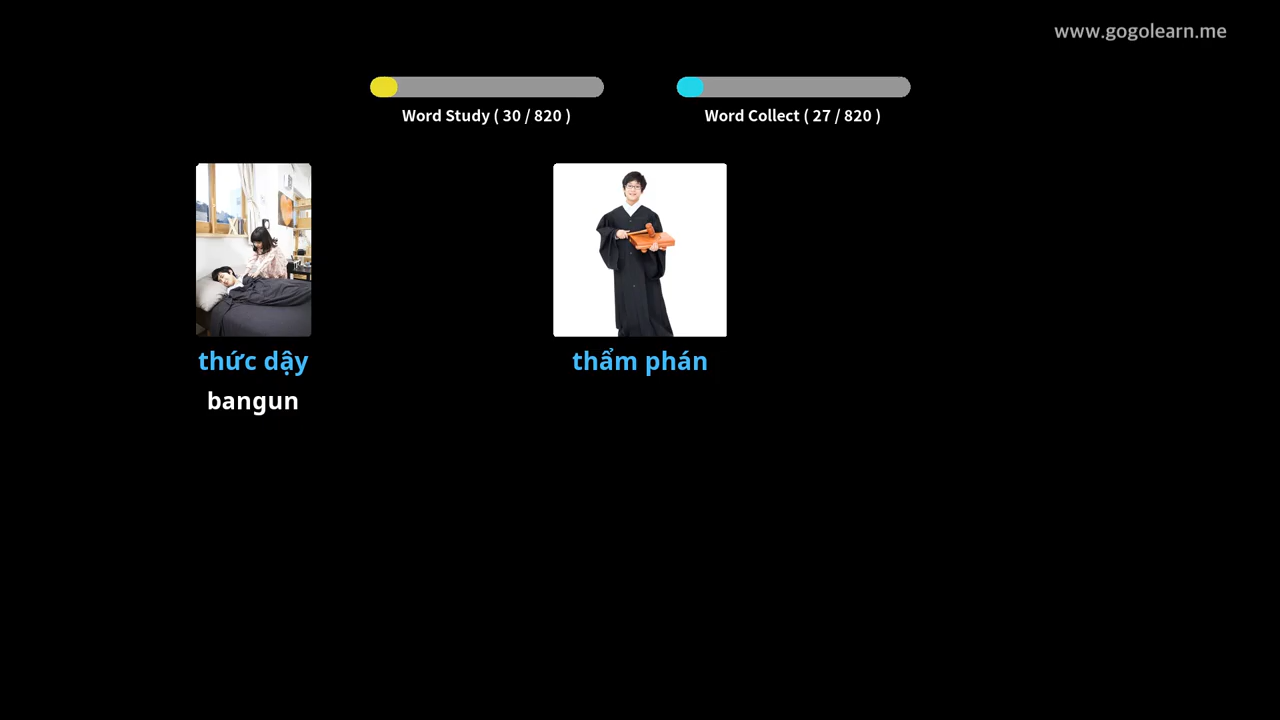 www.gogolearn.me
Word Study ( 30 / 820 )
Word Collect ( 27 / 820 )
thức dậy
thẩm phán
bangun